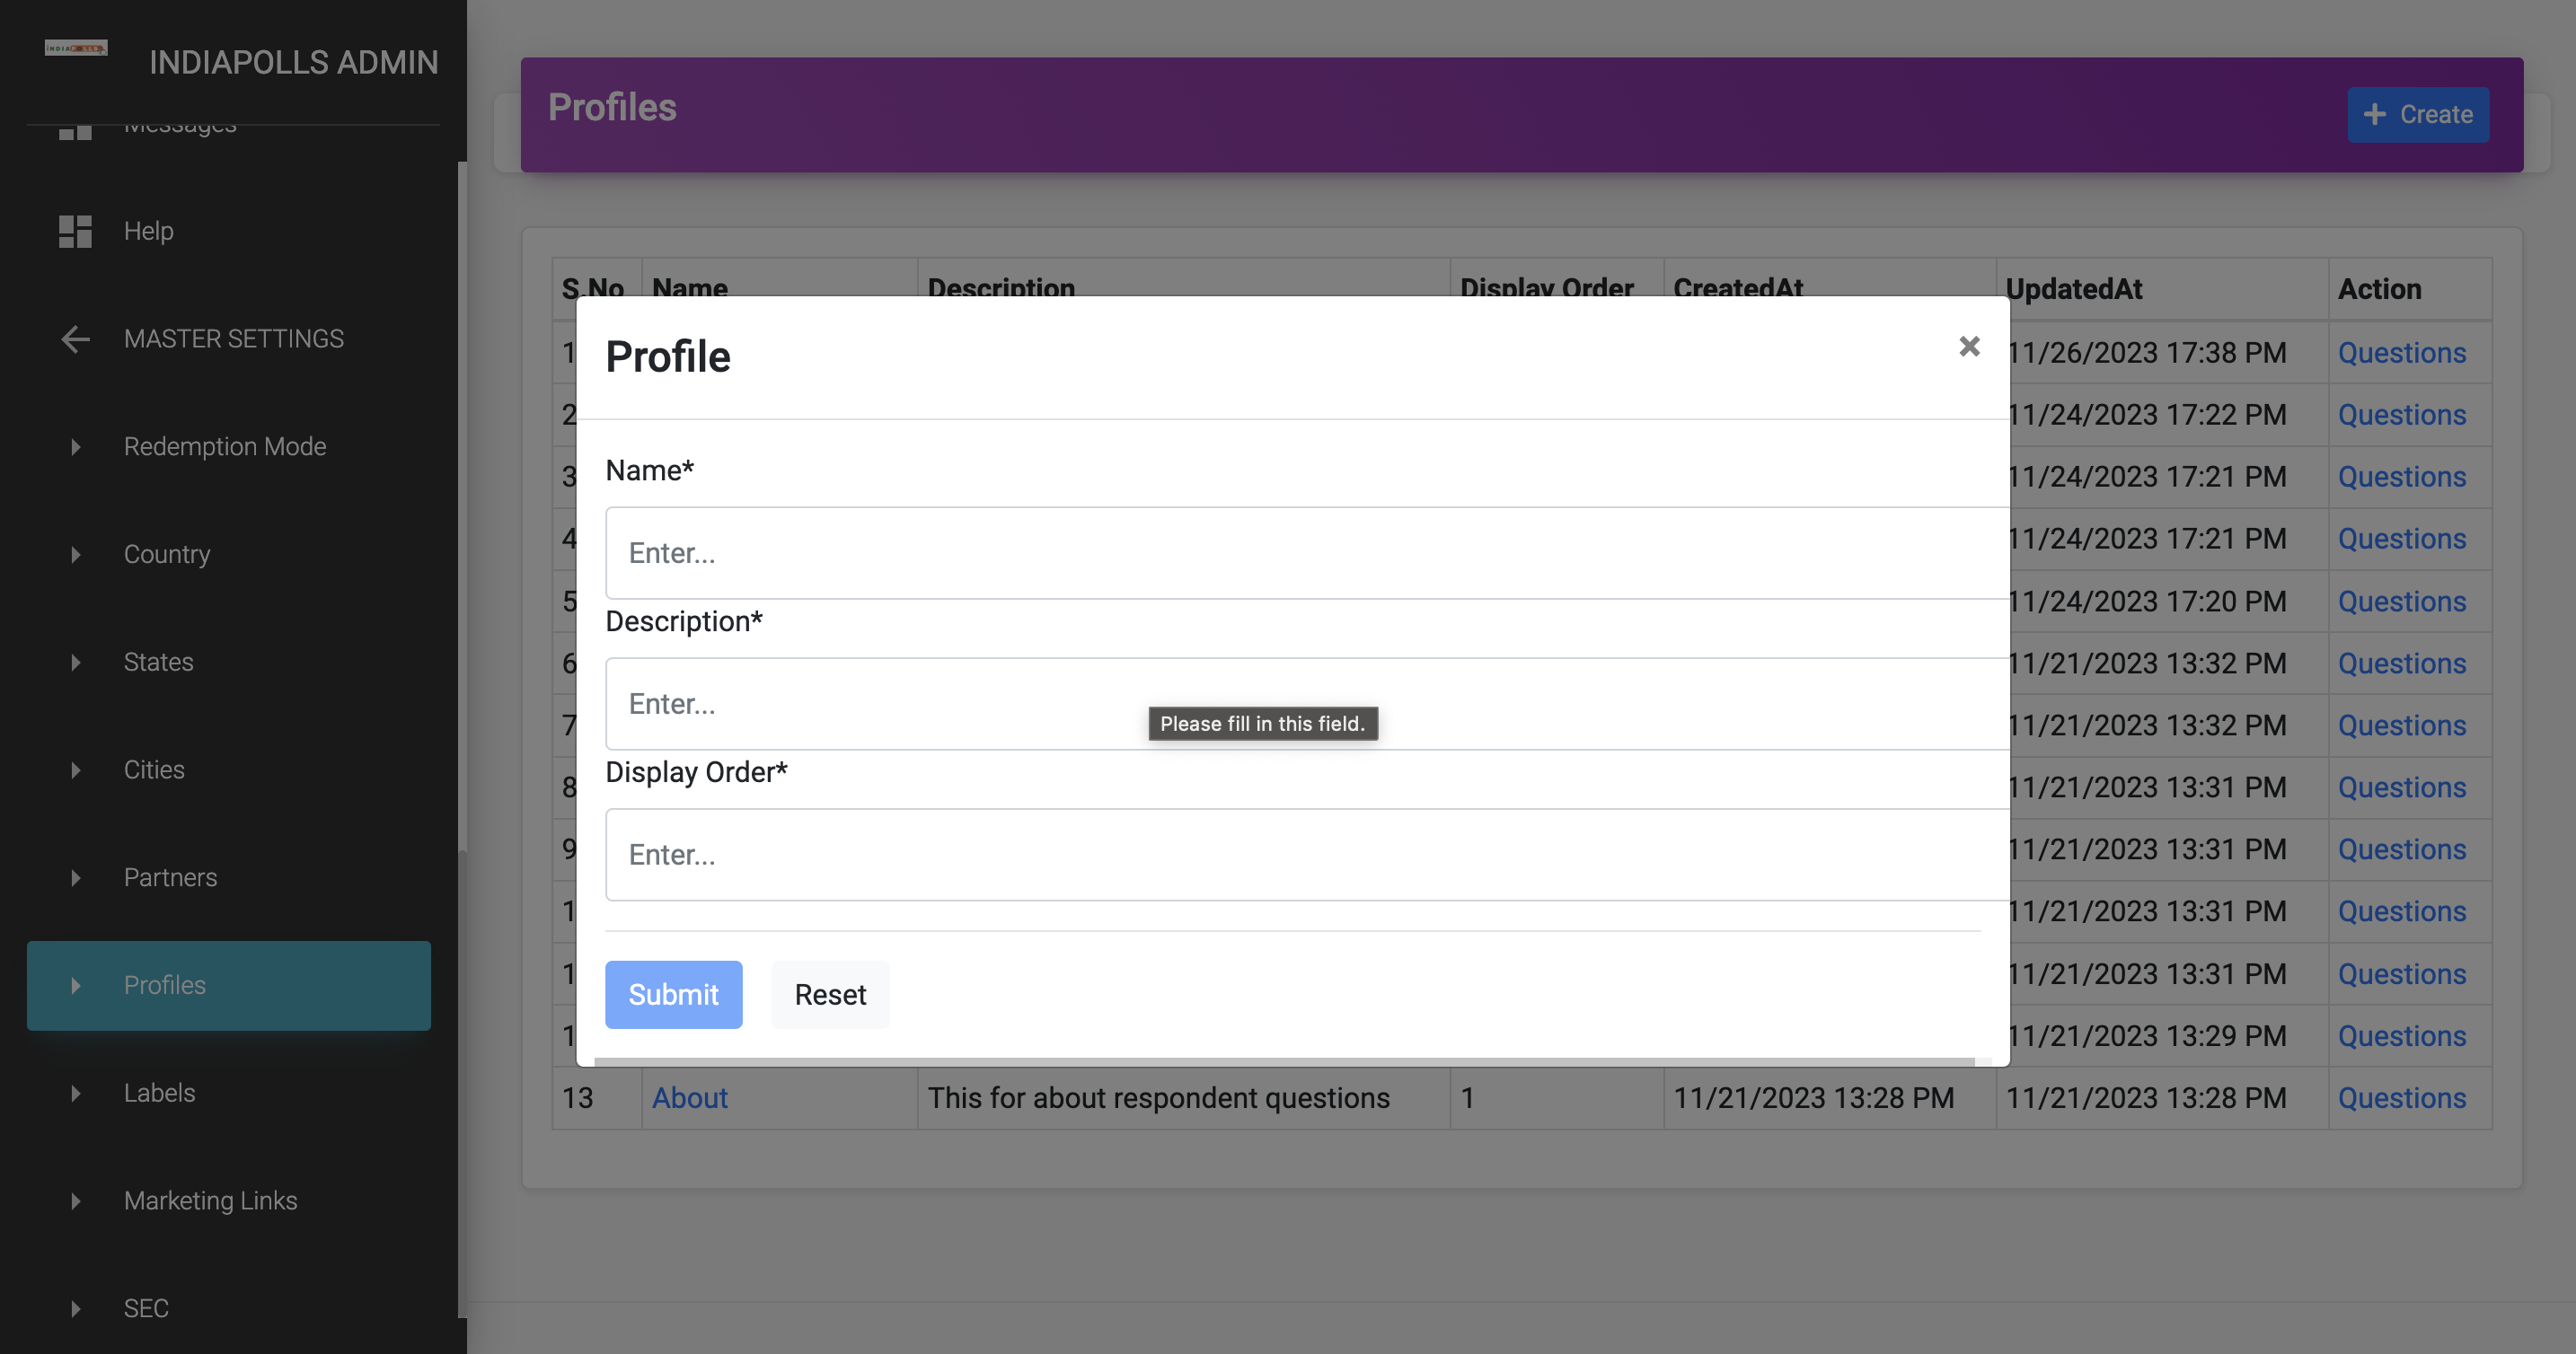 INDIAPOLLS
INDIAPOLLS ADMIN
Messages
Help
MASTER SETTINGS
Redemption Mode
Country
States
Cities
Partners
Profiles
Labels
Marketing Links
SEC
Profiles
+ Create
S.No Name Description Display Order CreatedAt UpdatedAt Action
1 11/26/2023 17:38 PM Questions
2 11/24/2023 17:22 PM Questions
3 11/24/2023 17:21 PM Questions
4 11/24/2023 17:21 PM Questions
5 11/24/2023 17:20 PM Questions
6 11/21/2023 13:32 PM Questions
7 11/21/2023 13:32 PM Questions
8 11/21/2023 13:31 PM Questions
9 11/21/2023 13:31 PM Questions
1 11/21/2023 13:31 PM Questions
1 11/21/2023 13:31 PM Questions
1 11/21/2023 13:29 PM Questions
13 About This for about respondent questions 1 11/21/2023 13:28 PM 11/21/2023 13:28 PM Questions
Profile
×
Name*
Enter...
Description*
Enter...
Please fill in this field.
Display Order*
Enter...
Submit Reset